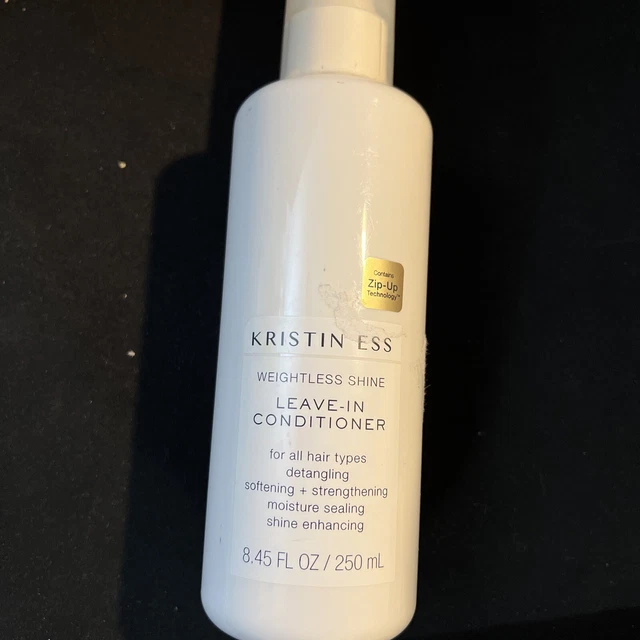 Contains
Zip-Up
Technology™
KRISTIN ESS
WEIGHTLESS SHINE
LEAVE-IN
CONDITIONER
for all hair types
detangling
softening + strengthening
moisture sealing
shine enhancing
8.45 FL OZ / 250 mL